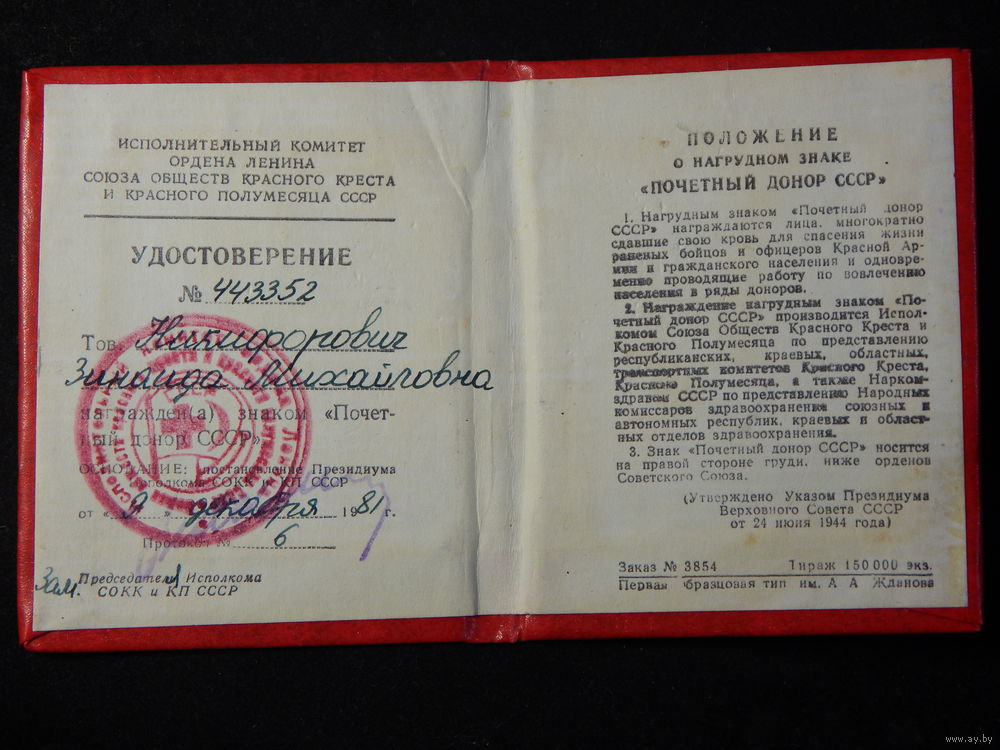 ИСПОЛНИТЕЛЬНЫЙ КОМИТЕТ
ОРДЕНА ЛЕНИНА
СОЮЗА ОБЩЕСТВ КРАСНОГО КРЕСТА
И КРАСНОГО ПОЛУМЕСЯЦА СССР
УДОСТОВЕРЕНИЕ
№ 443352
Тов. Никифорович
Зинаида Михайловна
награжден(а) знаком «Почет-
ный донор СССР»
ОСНОВАНИЕ: постановление Президиума
Исполкома СОКК и КП СССР
от « 9 » декабря 1981 г.
Протокол № 6
Зам. Председателя Исполкома
СОКК и КП СССР
ПОЛОЖЕНИЕ
О НАГРУДНОМ ЗНАКЕ
«ПОЧЕТНЫЙ ДОНОР СССР»
1. Нагрудным знаком «Почетный донор
СССР» награждаются лица, многократно
сдавшие свою кровь для спасения жизни
раненых бойцов и офицеров Красной Ар-
мии и гражданского населения и одновре-
менно проводящие работу по вовлечению
населения в ряды доноров.
2. Награждение нагрудным знаком «По-
четный донор СССР» производится Испол-
комом Союза Обществ Красного Креста и
Красного Полумесяца по представлению
республиканских, краевых, областных,
транспортных комитетов Красного Креста,
Красного Полумесяца, а также Нарком-
здравом СССР по представлению Народных
комиссаров здравоохранения союзных и
автономных республик, краевых и област-
ных отделов здравоохранения.
3. Знак «Почетный донор СССР» носится
на правой стороне груди, ниже орденов
Советского Союза.
(Утверждено Указом Президиума
Верховного Совета СССР
от 24 июня 1944 года)
Заказ № 3854 Тираж 150 000 экз.
Первая Образцовая тип. им. А. А. Жданова
www.ay.by